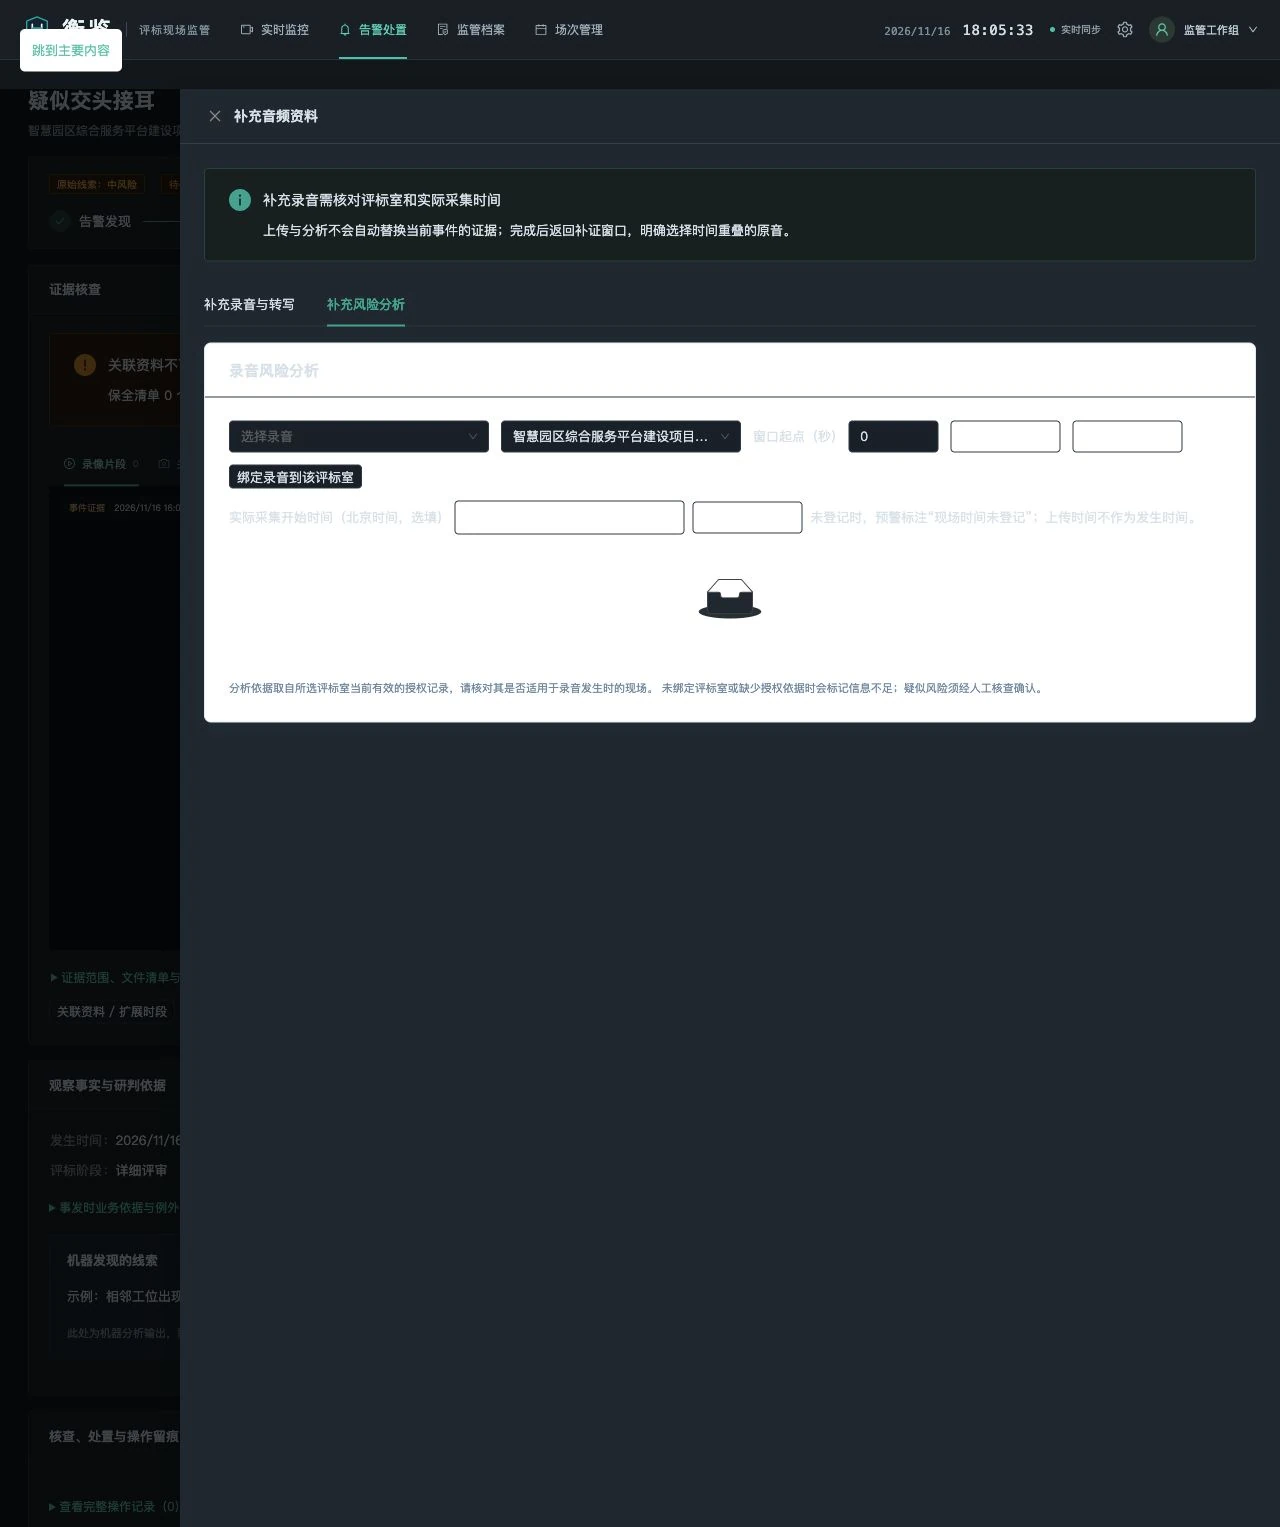 衡鉴
评标现场监管
实时监控
告警处置
监管档案
场次管理
2026/11/16
18:05:33
实时同步
监管工作组
跳到主要内容
疑似交头接耳
智慧园区综合服务平台建设项
原始线索：中风险
待
告警发现
证据核查
关联资料不
保全清单 0
录像片段 0
事件证据 2026/11/16 16:0
证据范围、文件清单与
关联资料 / 扩展时段
观察事实与研判依据
发生时间：2026/11/16
评标阶段：详细评审
事发时业务依据与例外
机器发现的线索
示例：相邻工位出现
此处为机器分析输出，
核查、处置与操作留痕
查看完整操作记录（0）
补充音频资料
补充录音需核对评标室和实际采集时间
上传与分析不会自动替换当前事件的证据；完成后返回补证窗口，明确选择时间重叠的原音。
补充录音与转写
补充风险分析
录音风险分析
选择录音
智慧园区综合服务平台建设项目...
窗口起点（秒）
0
绑定录音到该评标室
实际采集开始时间（北京时间，选填）
未登记时，预警标注“现场时间未登记”；上传时间不作为发生时间。
分析依据取自所选评标室当前有效的授权记录，请核对其是否适用于录音发生时的现场。 未绑定评标室或缺少授权依据时会标记信息不足；疑似风险须经人工核查确认。